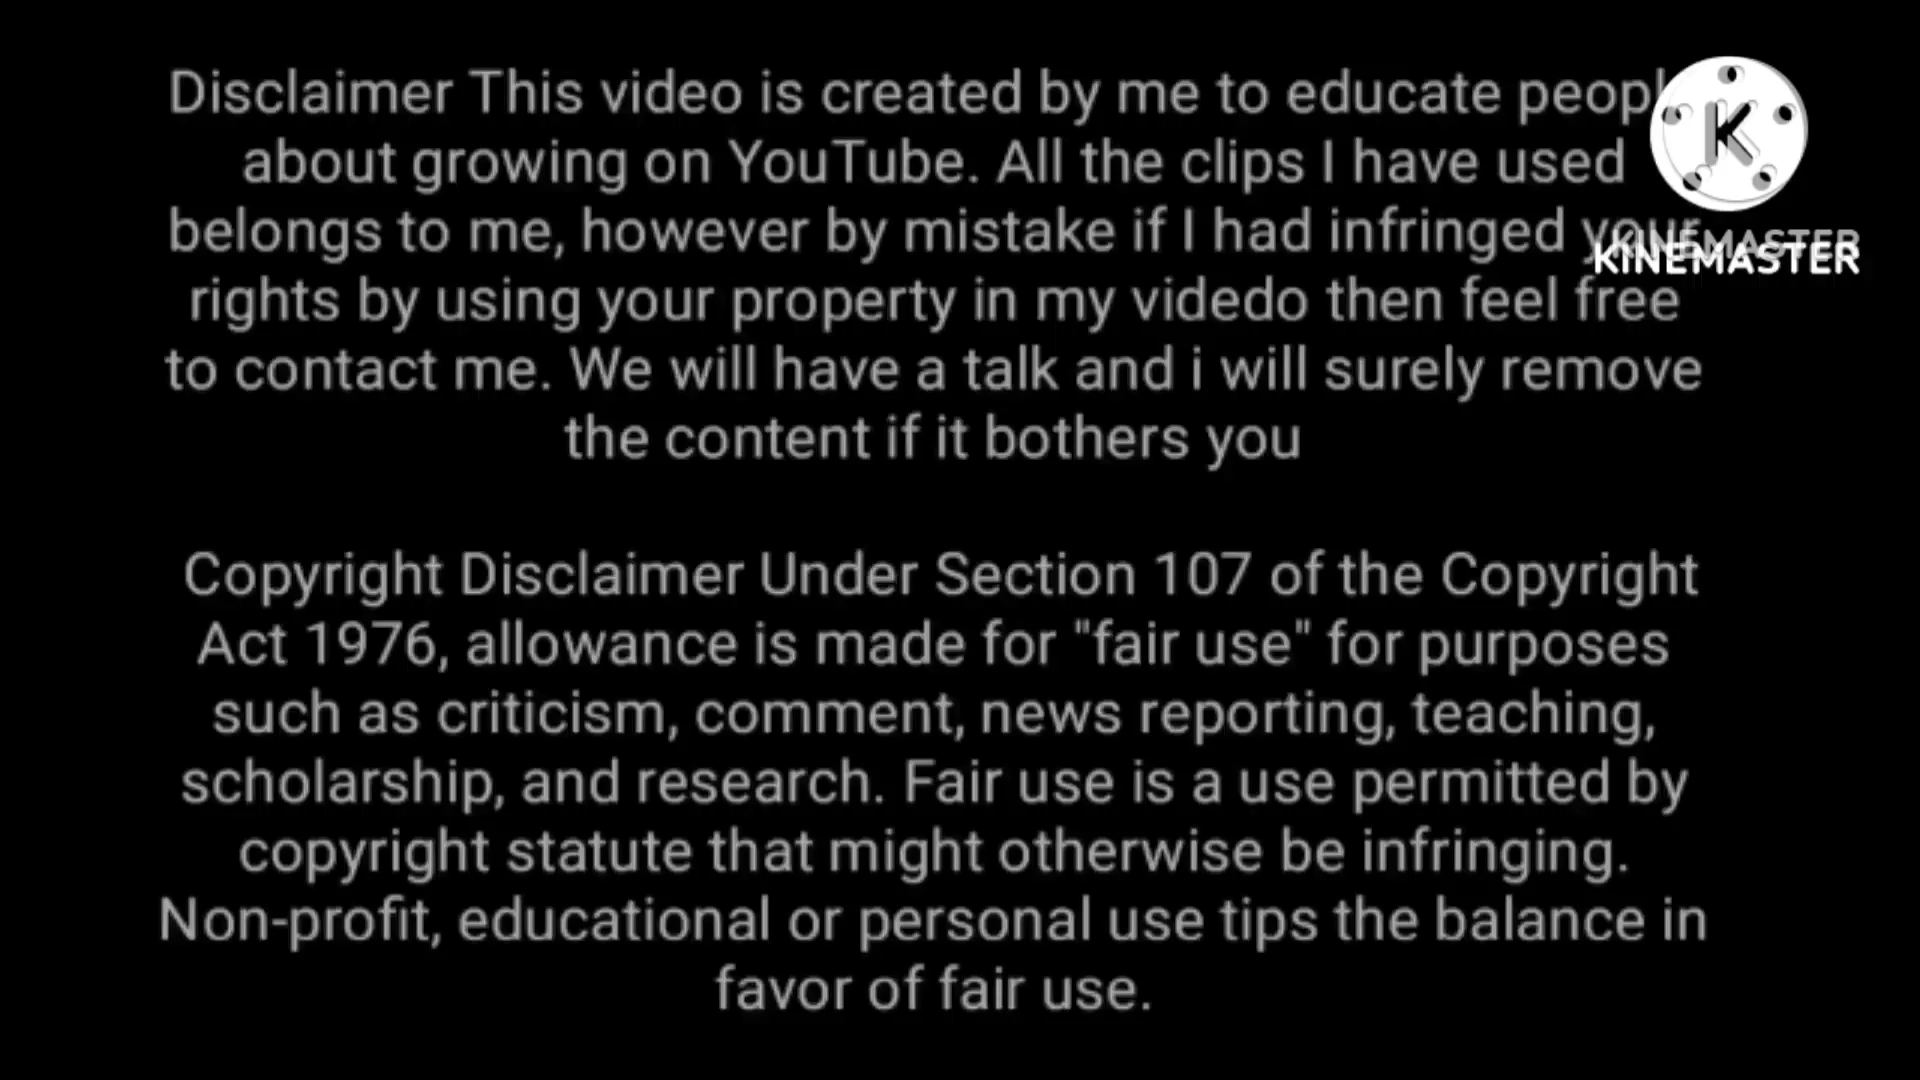 Disclaimer This video is created by me to educate peopl
about growing on YouTube. All the clips I have used
belongs to me, however by mistake if I had infringed your
rights by using your property in my videdo then feel free
to contact me. We will have a talk and i will surely remove
the content if it bothers you
Copyright Disclaimer Under Section 107 of the Copyright
Act 1976, allowance is made for "fair use" for purposes
such as criticism, comment, news reporting, teaching,
scholarship, and research. Fair use is a use permitted by
copyright statute that might otherwise be infringing.
Non-profit, educational or personal use tips the balance in
favor of fair use.
K
KINEMASTER
KINEMASTER